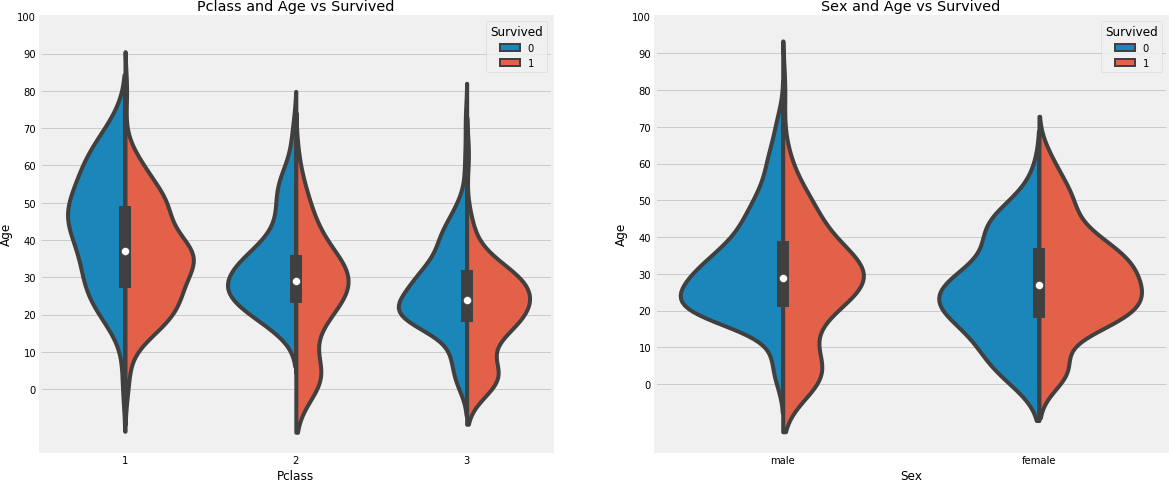 Pclass and Age vs Survived
100
90
80
70
60
50
40
30
20
10
0
Age
Survived
0
1
1 2 3
Pclass
Sex and Age vs Survived
100
90
80
70
60
50
40
30
20
10
0
Age
Survived
0
1
male female
Sex